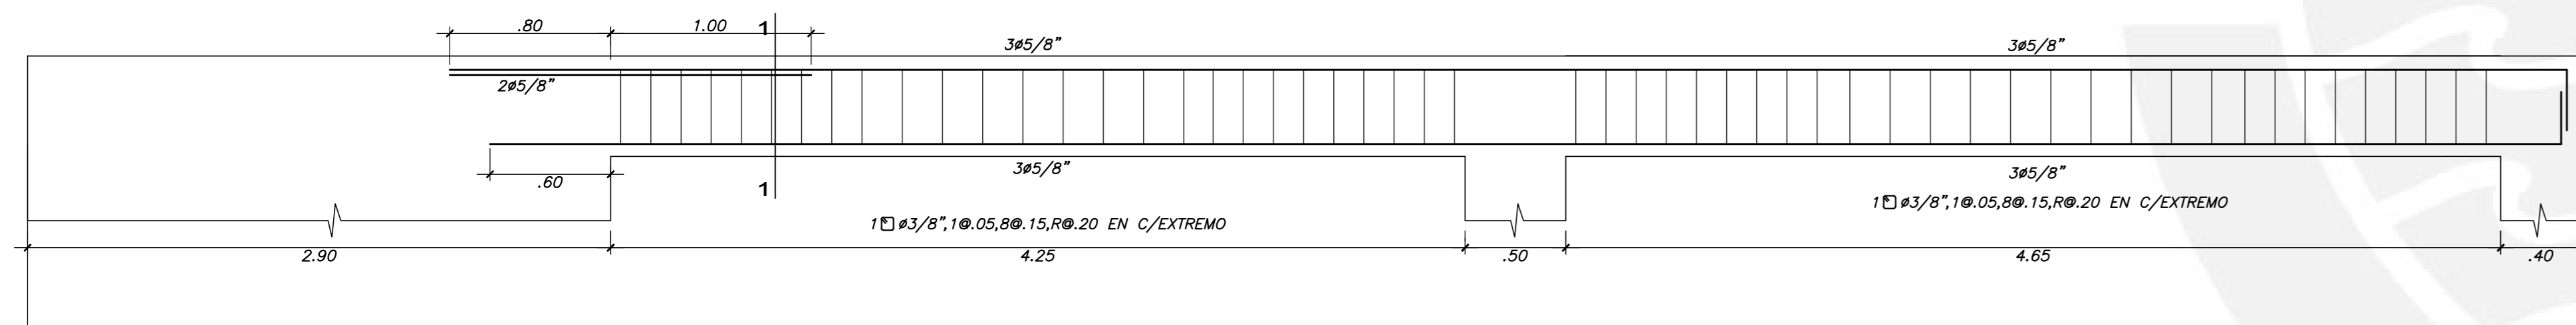 .80
1.00
1
3ø5/8"
3ø5/8"
2ø5/8"
.60
1
3ø5/8"
3ø5/8"
1 ø3/8",1@.05,8@.15,R@.20 EN C/EXTREMO
1 ø3/8",1@.05,8@.15,R@.20 EN C/EXTREMO
2.90
4.25
.50
4.65
.40